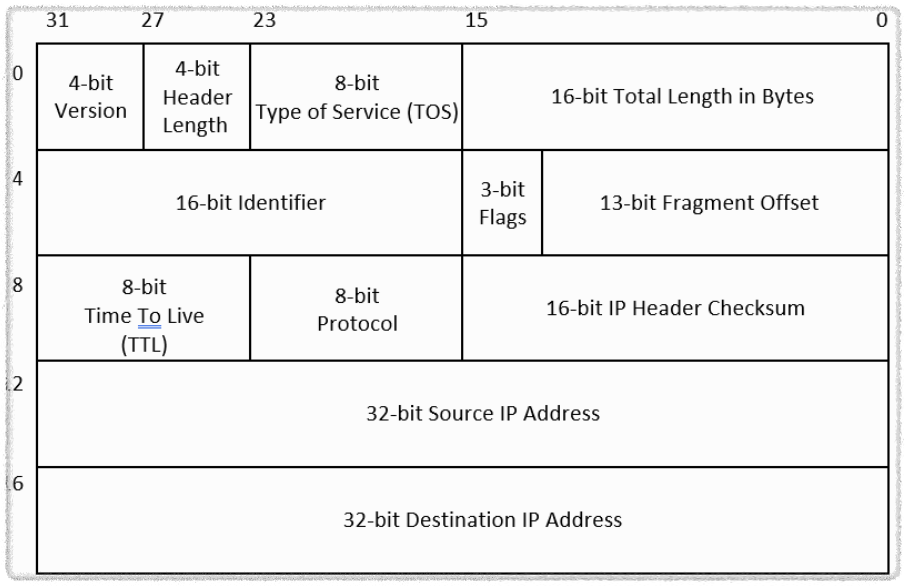 31 27 23 15 0
0
4-bit
Version
4-bit
Header
Length
8-bit
Type of Service (TOS)
16-bit Total Length in Bytes
4
16-bit Identifier
3-bit
Flags
13-bit Fragment Offset
8
8-bit
Time To Live
(TTL)
8-bit
Protocol
16-bit IP Header Checksum
2
32-bit Source IP Address
6
32-bit Destination IP Address